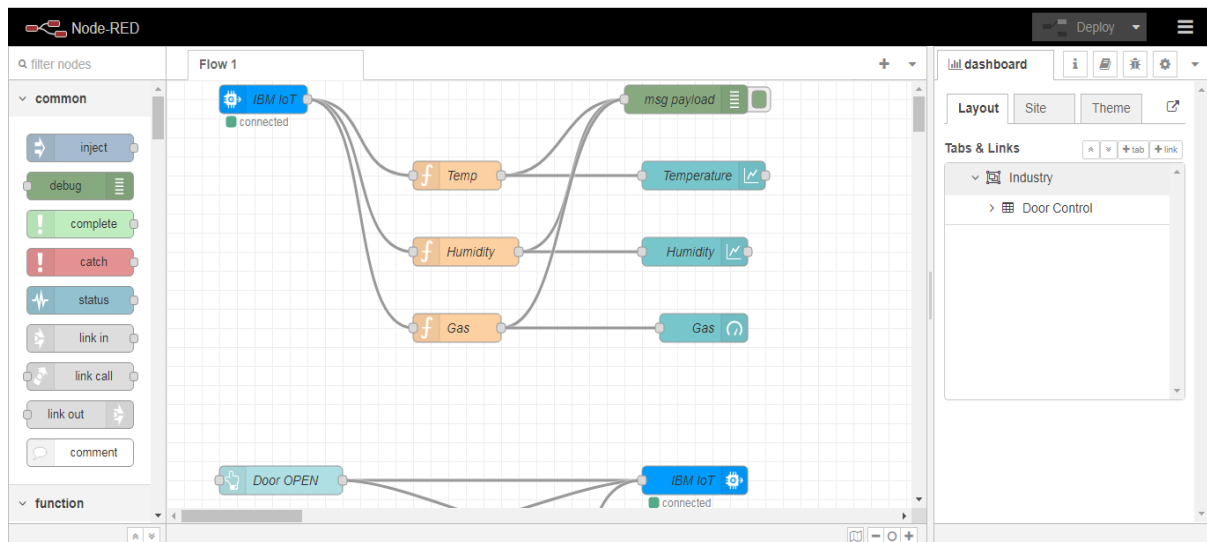 Node-RED
Deploy
filter nodes
Flow 1
dashboard
common
inject
debug
complete
catch
status
link in
link call
link out
comment
function
IBM IoT
connected
msg payload
Temp
Temperature
Humidity
Humidity
Gas
Gas
Door OPEN
IBM IoT
connected
Layout
Site
Theme
Tabs & Links
tab
link
Industry
Door Control